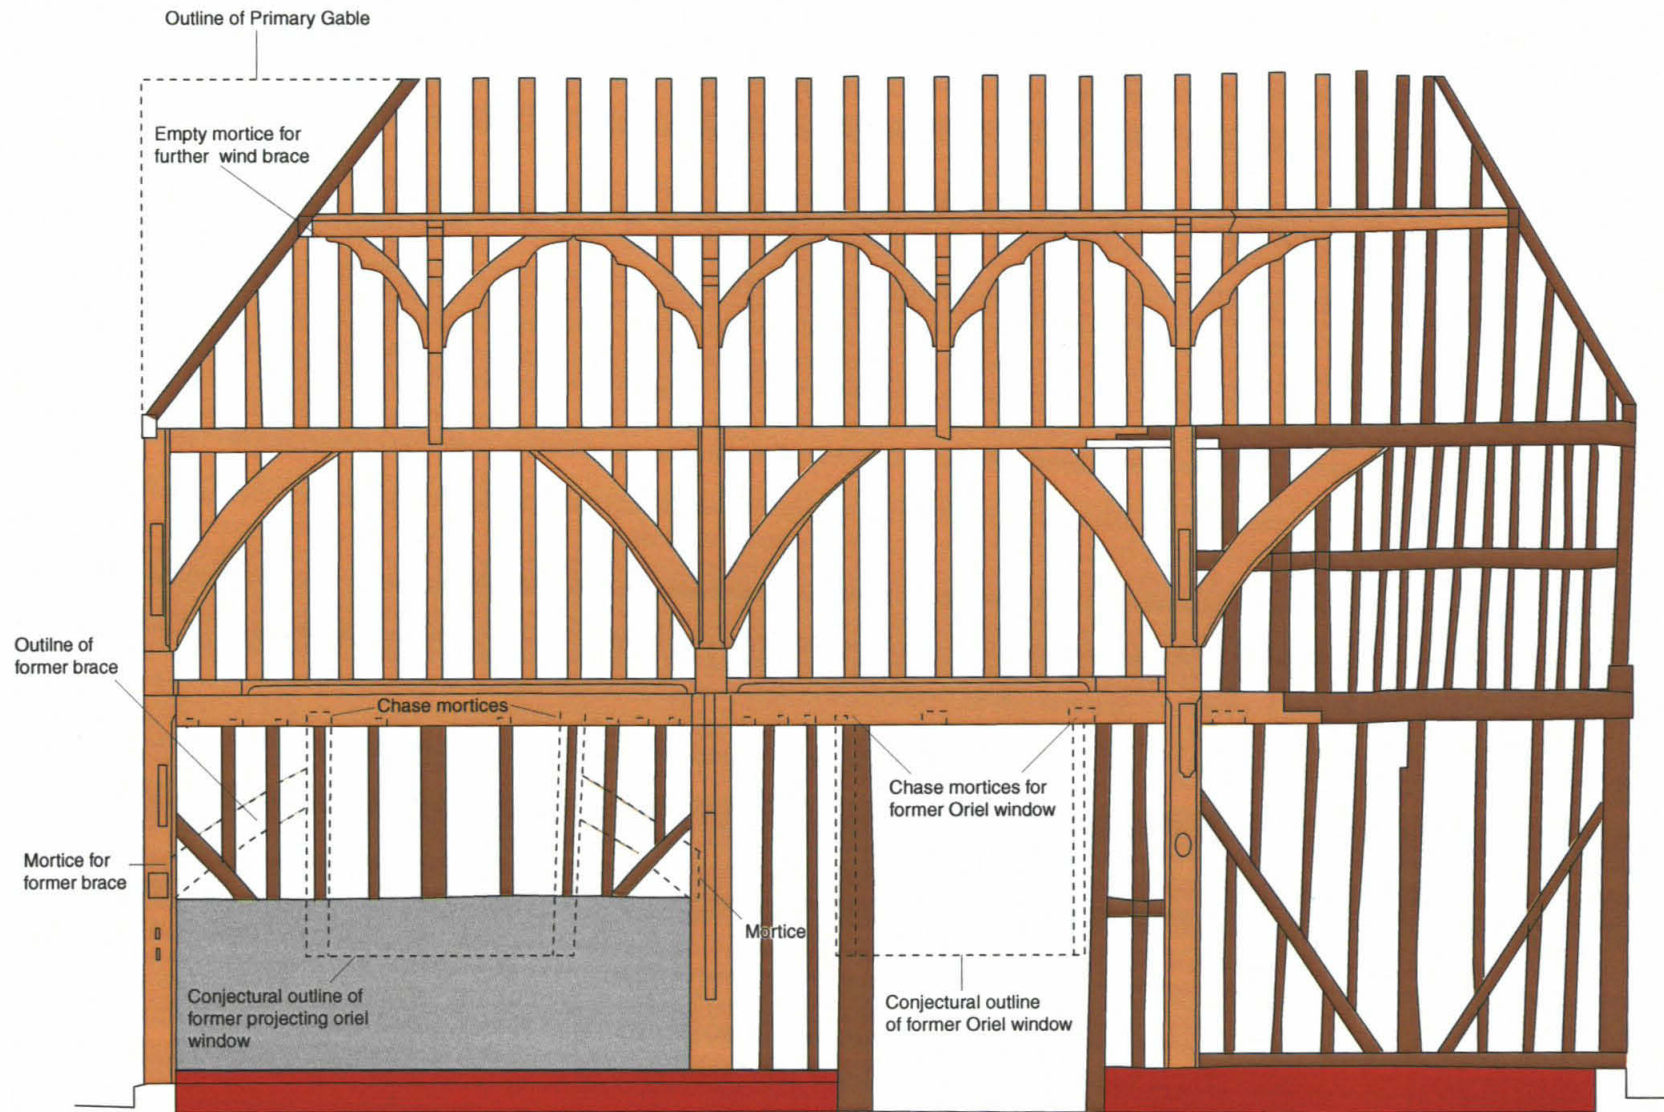 Outline of Primary Gable
Empty mortice for
further wind brace
Outilne of
former brace
Chase mortices
Chase mortices for
former Oriel window
Mortice for
former brace
Mortice
Conjectural outline of
former projecting oriel
window
Conjectural outline
of former Oriel window